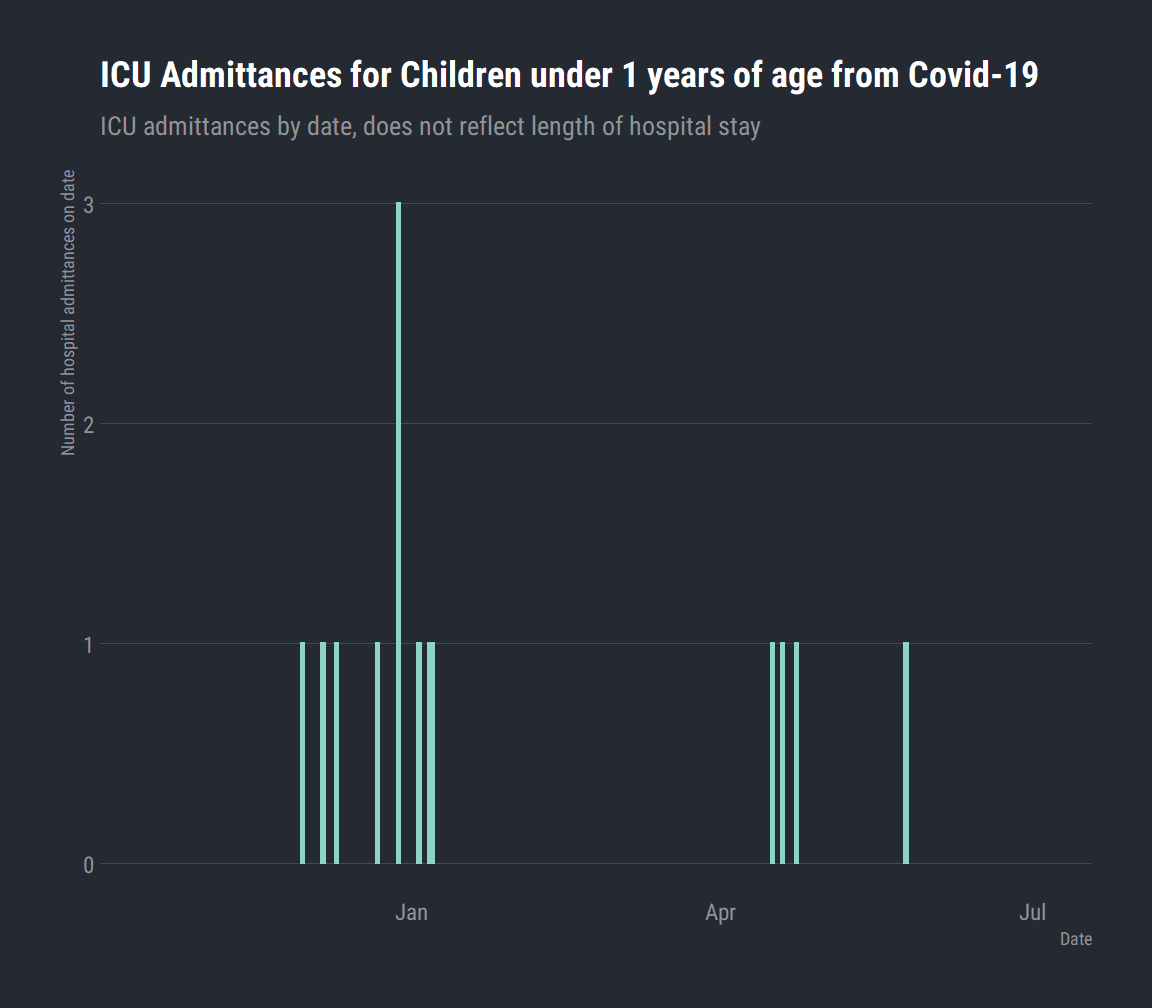 ICU Admittances for Children under 1 years of age from Covid-19
ICU admittances by date, does not reflect length of hospital stay
Number of hospital admittances on date
3
2
1
0
Jan Apr Jul
Date